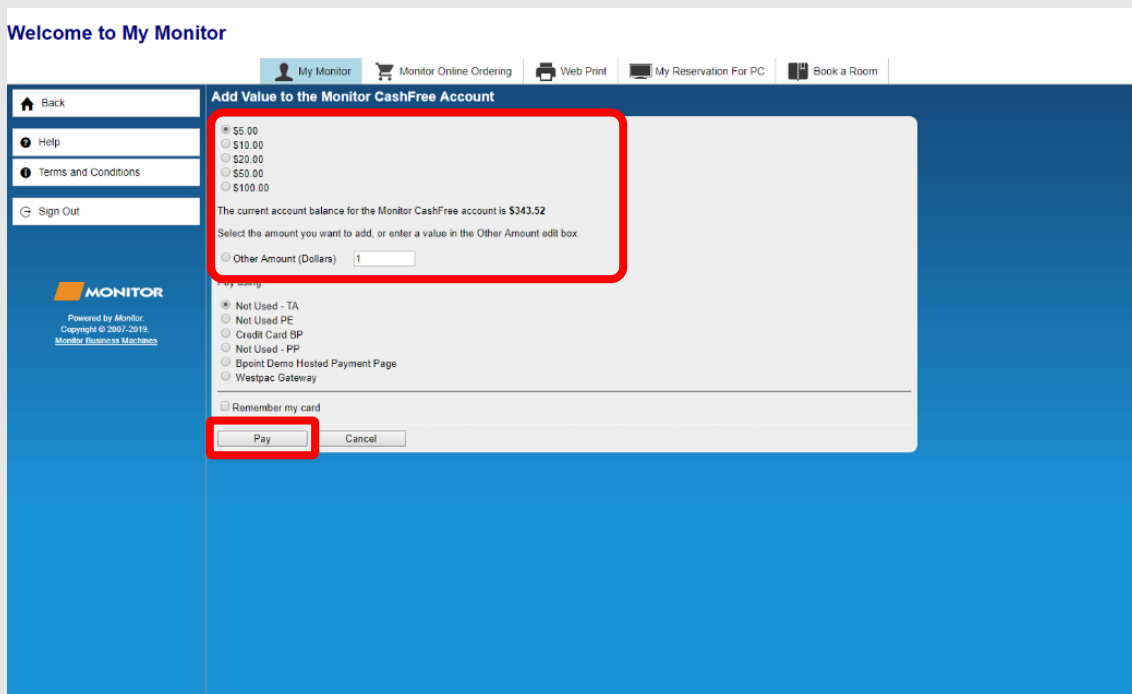 Welcome to My Monitor
My Monitor
Monitor Online Ordering
Web Print
My Reservation For PC
Book a Room
Back
Help
Terms and Conditions
Sign Out
MONITOR
Powered by Monitor.
Copyright © 2007-2019,
Monitor Business Machines
Add Value to the Monitor CashFree Account
$5.00
$10.00
$20.00
$50.00
$100.00
The current account balance for the Monitor CashFree account is $343.52
Select the amount you want to add, or enter a value in the Other Amount edit box.
Other Amount (Dollars) 1
Pay using:
Not Used - TA
Not Used PE
Credit Card BP
Not Used - PP
Bpoint Demo Hosted Payment Page
Westpac Gateway
Remember my card
Pay
Cancel